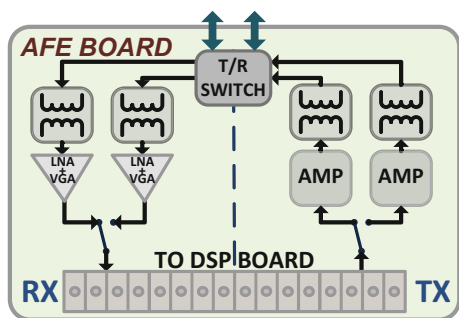 AFE BOARD
T/R
SWITCH
LNA
+
VGA
LNA
+
VGA
AMP
AMP
TO DSP BOARD
RX
TX